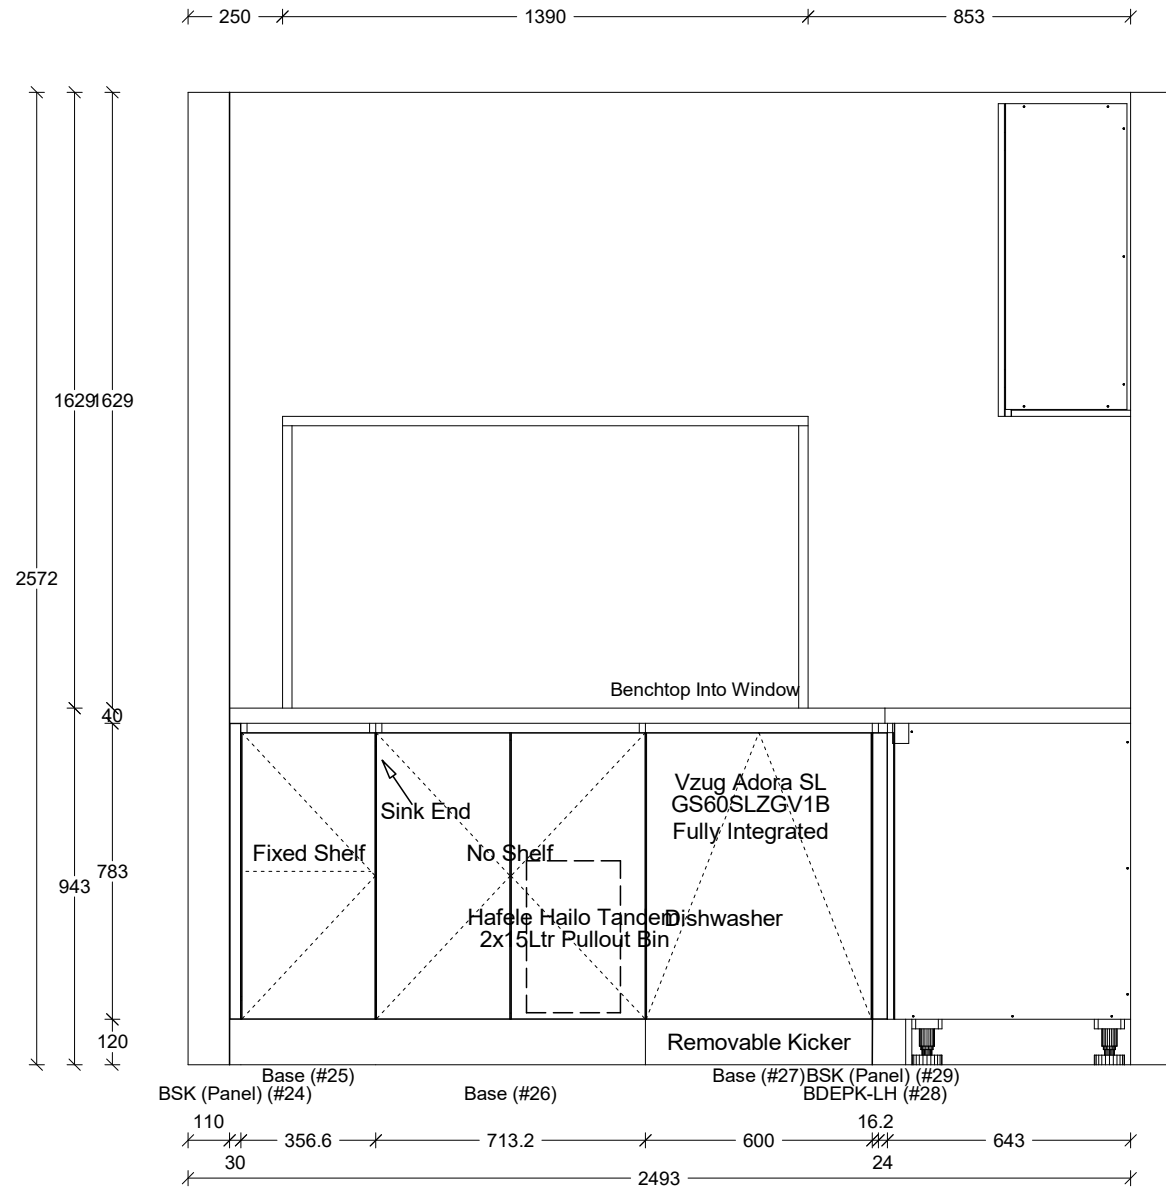 250
1390
853
1629
1629
2572
Benchtop Into Window
40
Vzug Adora SL
GS60SLZGV1B
Sink End
Fully Integrated
Fixed Shelf
No Shelf
783
943
Hafele Hailo Tandem
Dishwasher
2x15Ltr Pullout Bin
120
Removable Kicker
Base (#25)
Base (#27)
BSK (Panel) (#29)
BSK (Panel) (#24)
Base (#26)
BDEPK-LH (#28)
110
16.2
356.6
713.2
600
643
30
24
2493